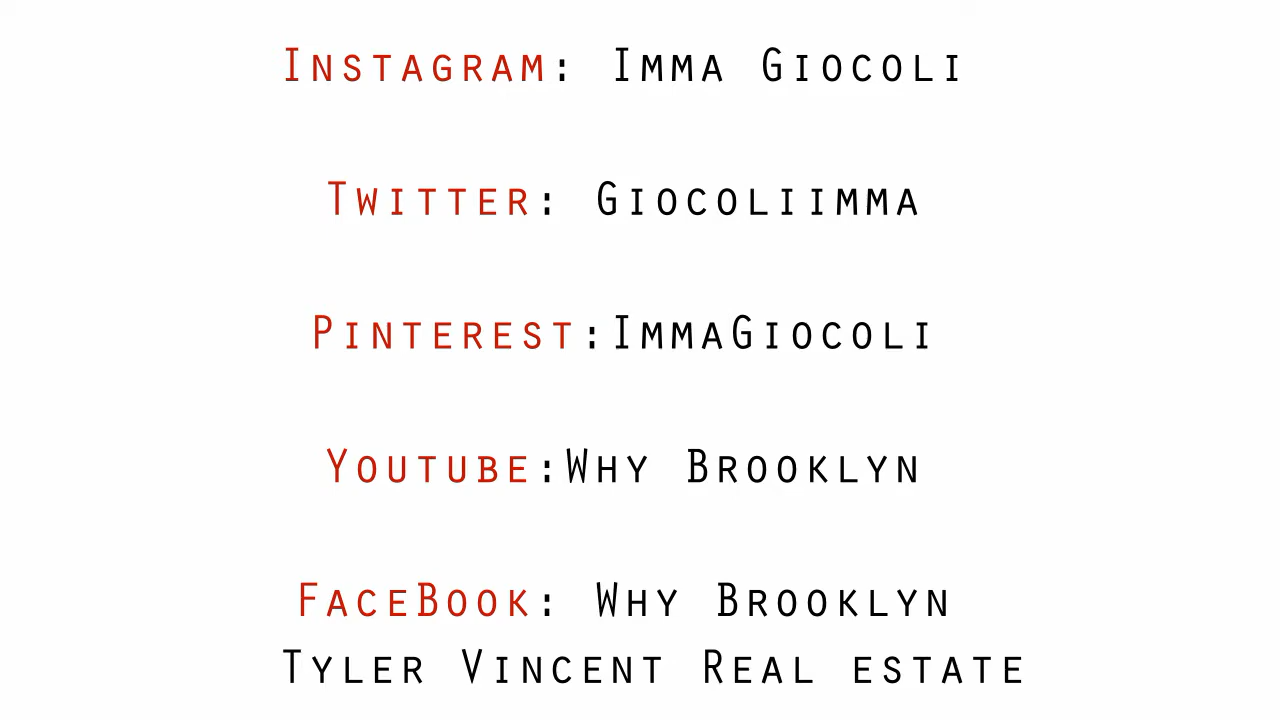 Instagram: Imma Giocoli
Twitter: Giocoliimma
Pinterest:ImmaGiocoli
Youtube:Why Brooklyn
FaceBook: Why Brooklyn
Tyler Vincent Real estate